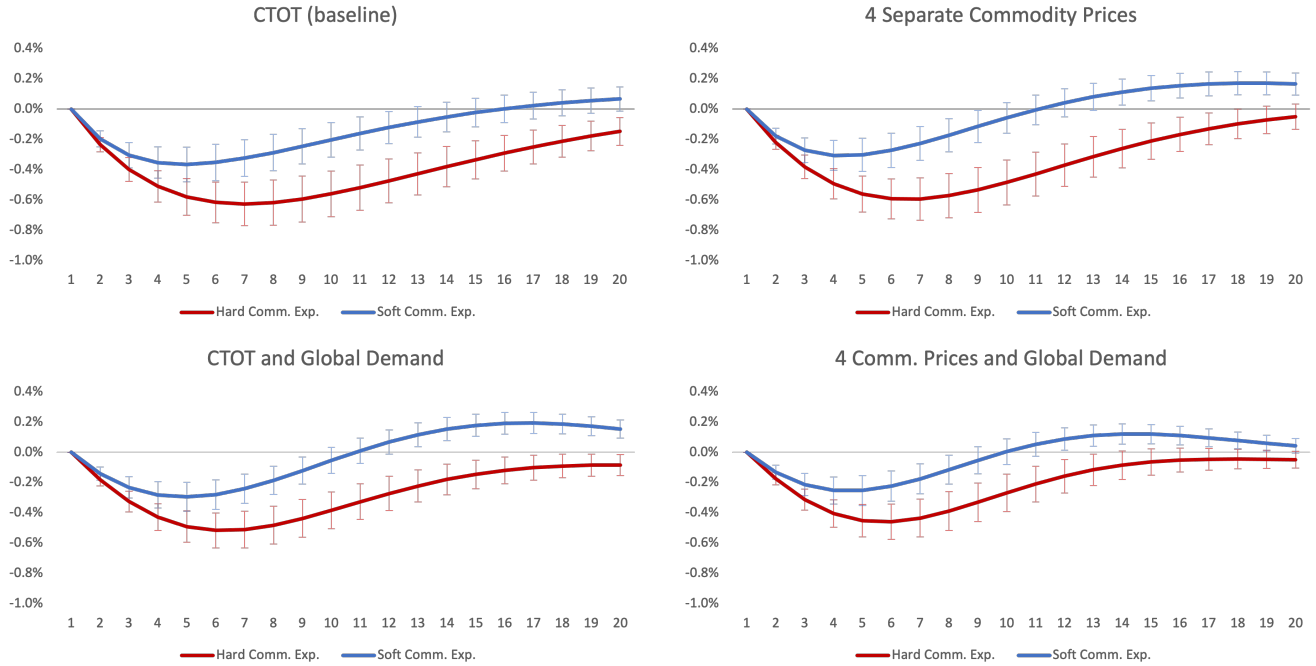 CTOT (baseline)
0.4%
0.2%
0.0%
-0.2%
-0.4%
-0.6%
-0.8%
-1.0%
1 2 3 4 5 6 7 8 9 10 11 12 13 14 15 16 17 18 19 20
Hard Comm. Exp. Soft Comm. Exp.
4 Separate Commodity Prices
0.4%
0.2%
0.0%
-0.2%
-0.4%
-0.6%
-0.8%
-1.0%
1 2 3 4 5 6 7 8 9 10 11 12 13 14 15 16 17 18 19 20
Hard Comm. Exp. Soft Comm. Exp.
CTOT and Global Demand
0.4%
0.2%
0.0%
-0.2%
-0.4%
-0.6%
-0.8%
-1.0%
1 2 3 4 5 6 7 8 9 10 11 12 13 14 15 16 17 18 19 20
Hard Comm. Exp. Soft Comm. Exp.
4 Comm. Prices and Global Demand
0.4%
0.2%
0.0%
-0.2%
-0.4%
-0.6%
-0.8%
-1.0%
1 2 3 4 5 6 7 8 9 10 11 12 13 14 15 16 17 18 19 20
Hard Comm. Exp. Soft Comm. Exp.